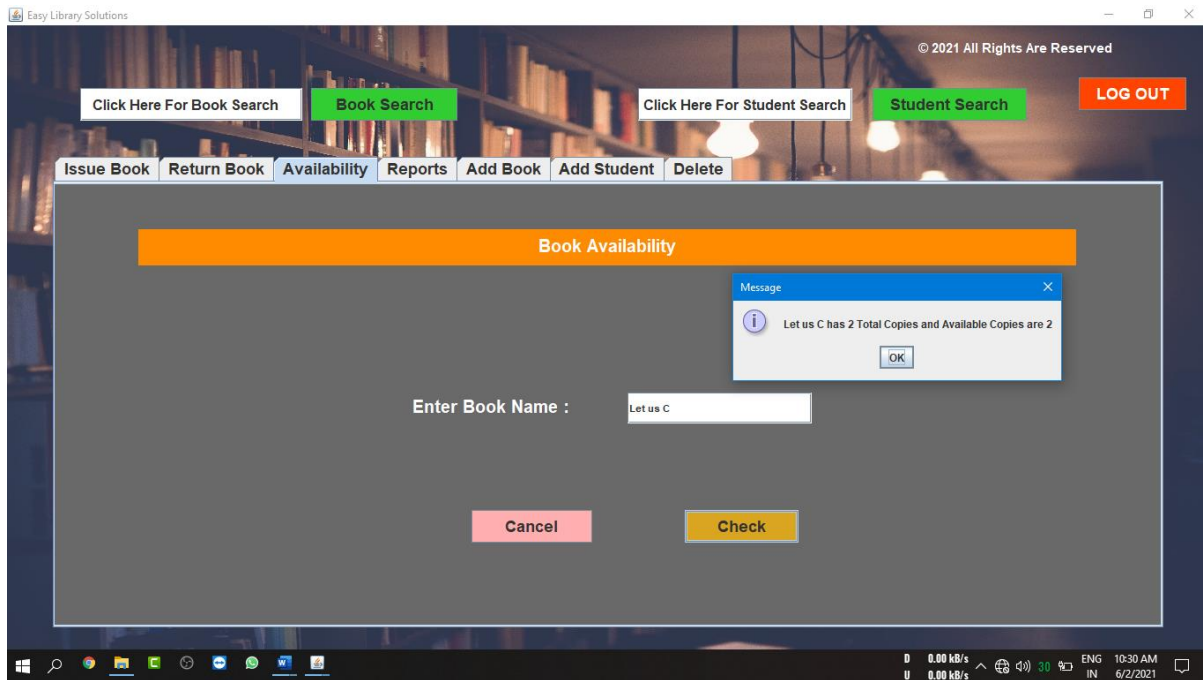 Easy Library Solutions
© 2021 All Rights Are Reserved
Click Here For Book Search
Book Search
Click Here For Student Search
Student Search
LOG OUT
Issue Book
Return Book
Availability
Reports
Add Book
Add Student
Delete
Book Availability
Message
Let us C has 2 Total Copies and Available Copies are 2
OK
Enter Book Name :
Let us C
Cancel
Check
D 0.00 kB/s
U 0.00 kB/s
30
ENG
IN
10:30 AM
6/2/2021